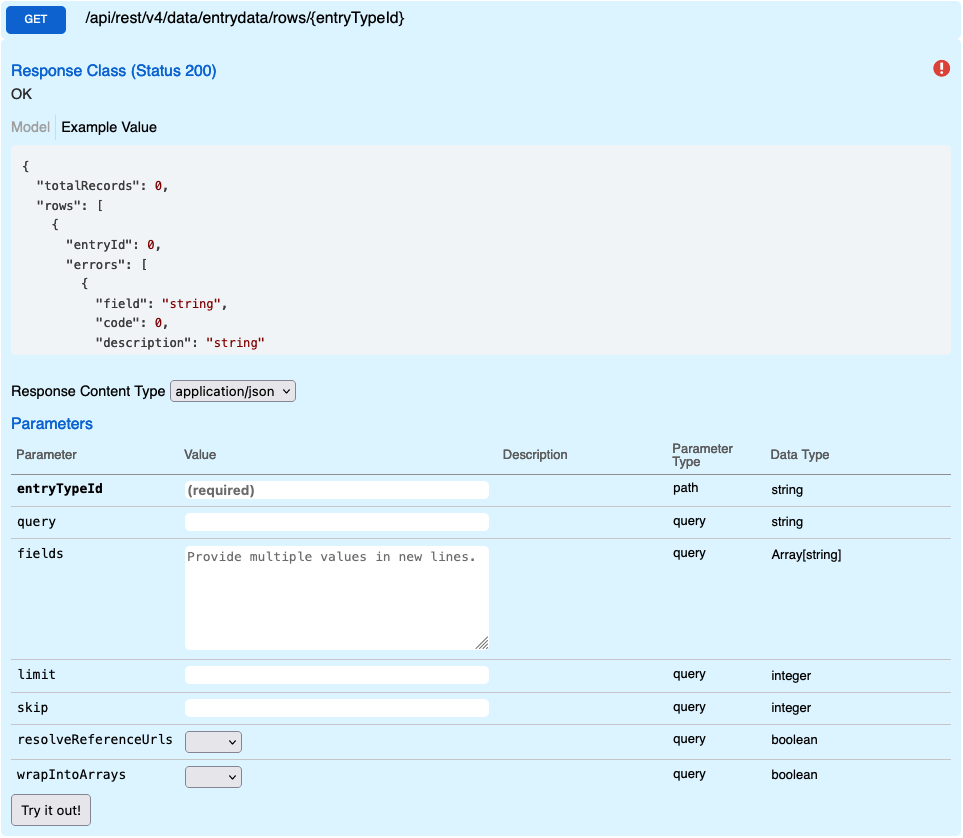 GET /api/rest/v4/data/entrydata/rows/{entryTypeId}
Response Class (Status 200)
OK
Model Example Value
{
"totalRecords": 0,
"rows": [
{
"entryId": 0,
"errors": [
{
"field": "string",
"code": 0,
"description": "string"
Response Content Type application/json
Parameters
Parameter Value Description Parameter Type Data Type
entryTypeId (required) path string
query query string
fields Provide multiple values in new lines. query Array[string]
limit query integer
skip query integer
resolveReferenceUrls query boolean
wrapIntoArrays query boolean
Try it out!